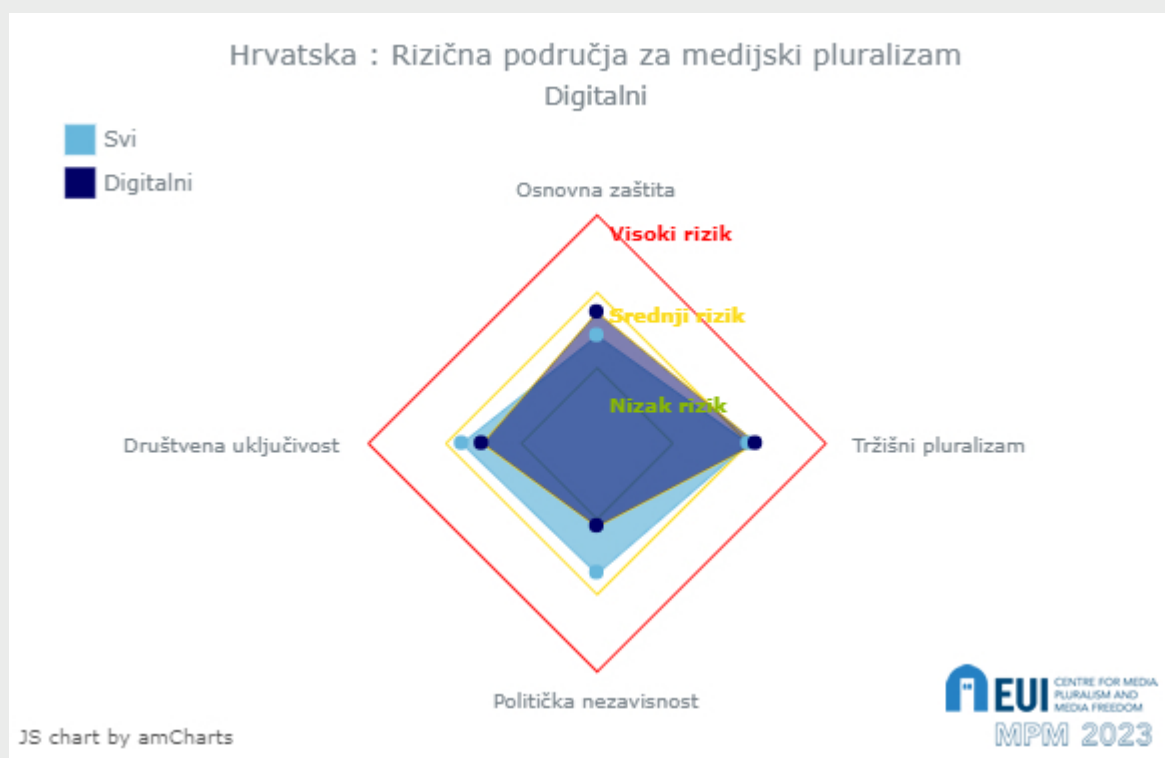 Hrvatska : Rizična područja za medijski pluralizam
Digitalni
Svi
Digitalni
Osnovna zaštita
Visoki rizik
Srednji rizik
Nizak rizik
Društvena uključivost
Tržišni pluralizam
Politička nezavisnost
EUI
CENTRE FOR MEDIA
PLURALISM AND
MEDIA FREEDOM
MPM 2023
JS chart by amCharts